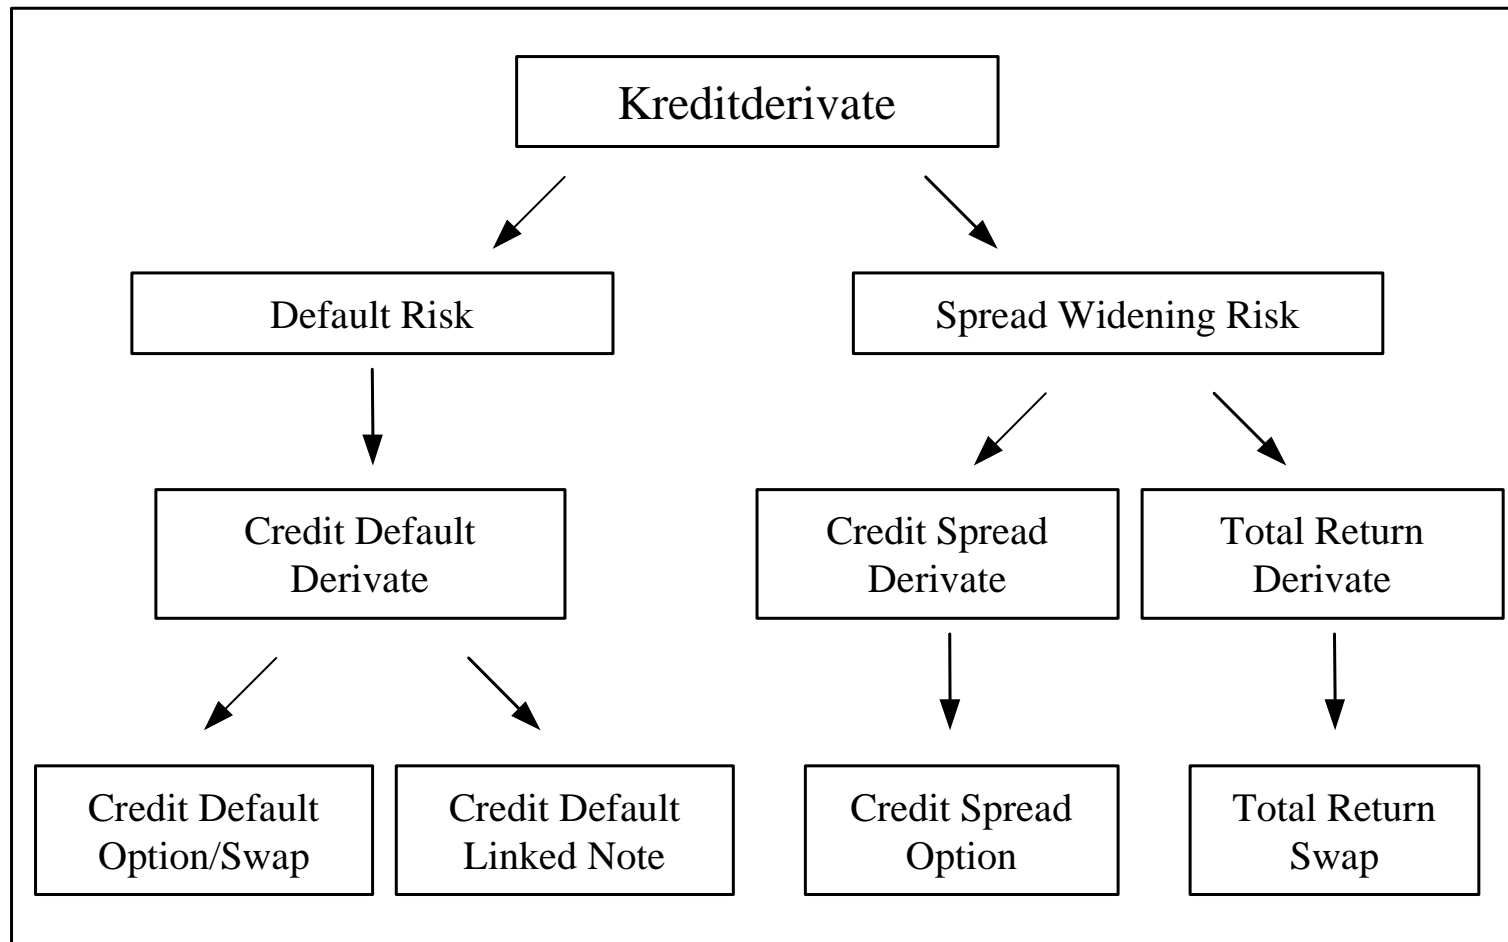 Kreditderivate
Default Risk
Spread Widening Risk
Credit Default
Derivate
Credit Spread
Derivate
Total Return
Derivate
Credit Default
Option/Swap
Credit Default
Linked Note
Credit Spread
Option
Total Return
Swap